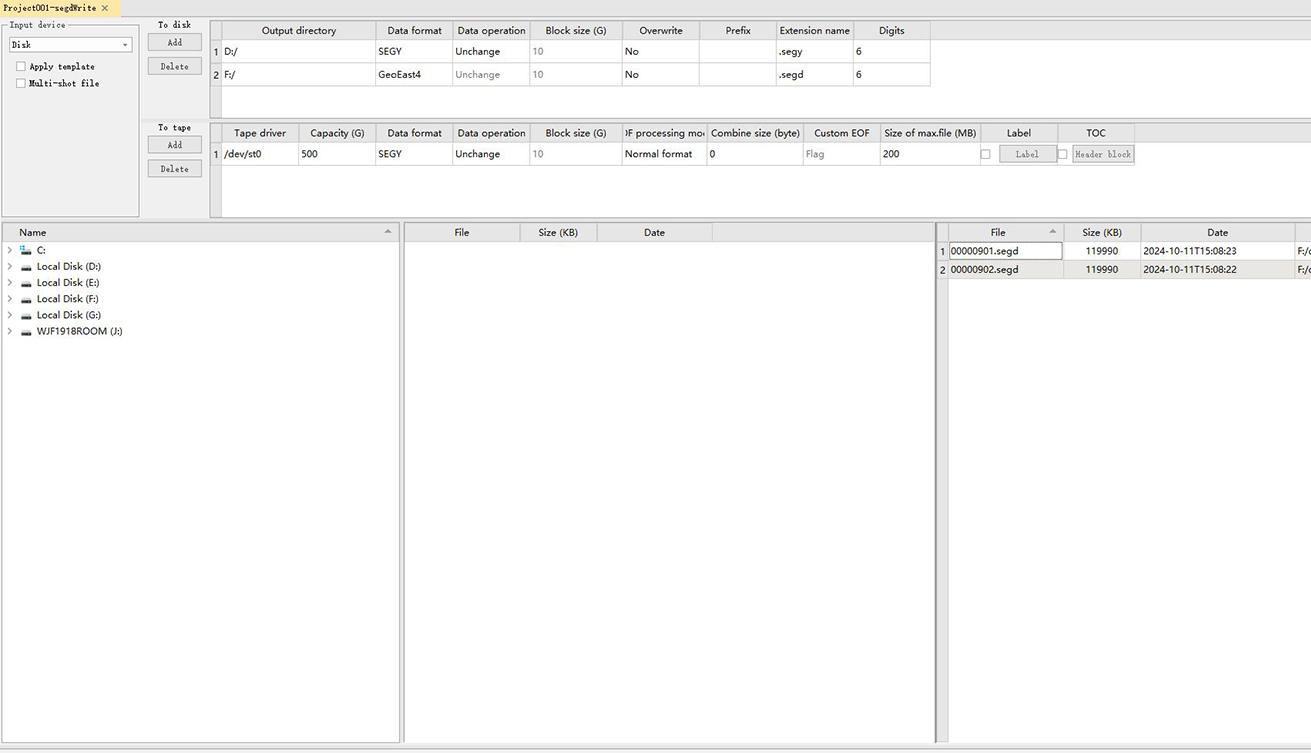 Project001-segdWrite ×
Input device
Disk
Apply template
Multi-shot file
To disk
Add
Delete
Output directory Data format Data operation Block size (G) Overwrite Prefix Extension name Digits
1 D:/ SEGY Unchange 10 No .segy 6
2 F:/ GeoEast4 Unchange 10 No .segd 6
To tape
Add
Delete
Tape driver Capacity (G) Data format Data operation Block size (G) processing Combine size (byte) Custom EOF Size of max.file (MB) Label TOC
1 /dev/st0 500 SEGY Unchange 10 Normal format 0 Flag 200 Label Header block
Name
C:
Local Disk (D:)
Local Disk (E:)
Local Disk (F:)
Local Disk (G:)
WJF1918ROOM (J:)
File Size (KB) Date
File Size (KB) Date
1 00000901.segd 119990 2024-10-11T15:08:23
2 00000902.segd 119990 2024-10-11T15:08:22